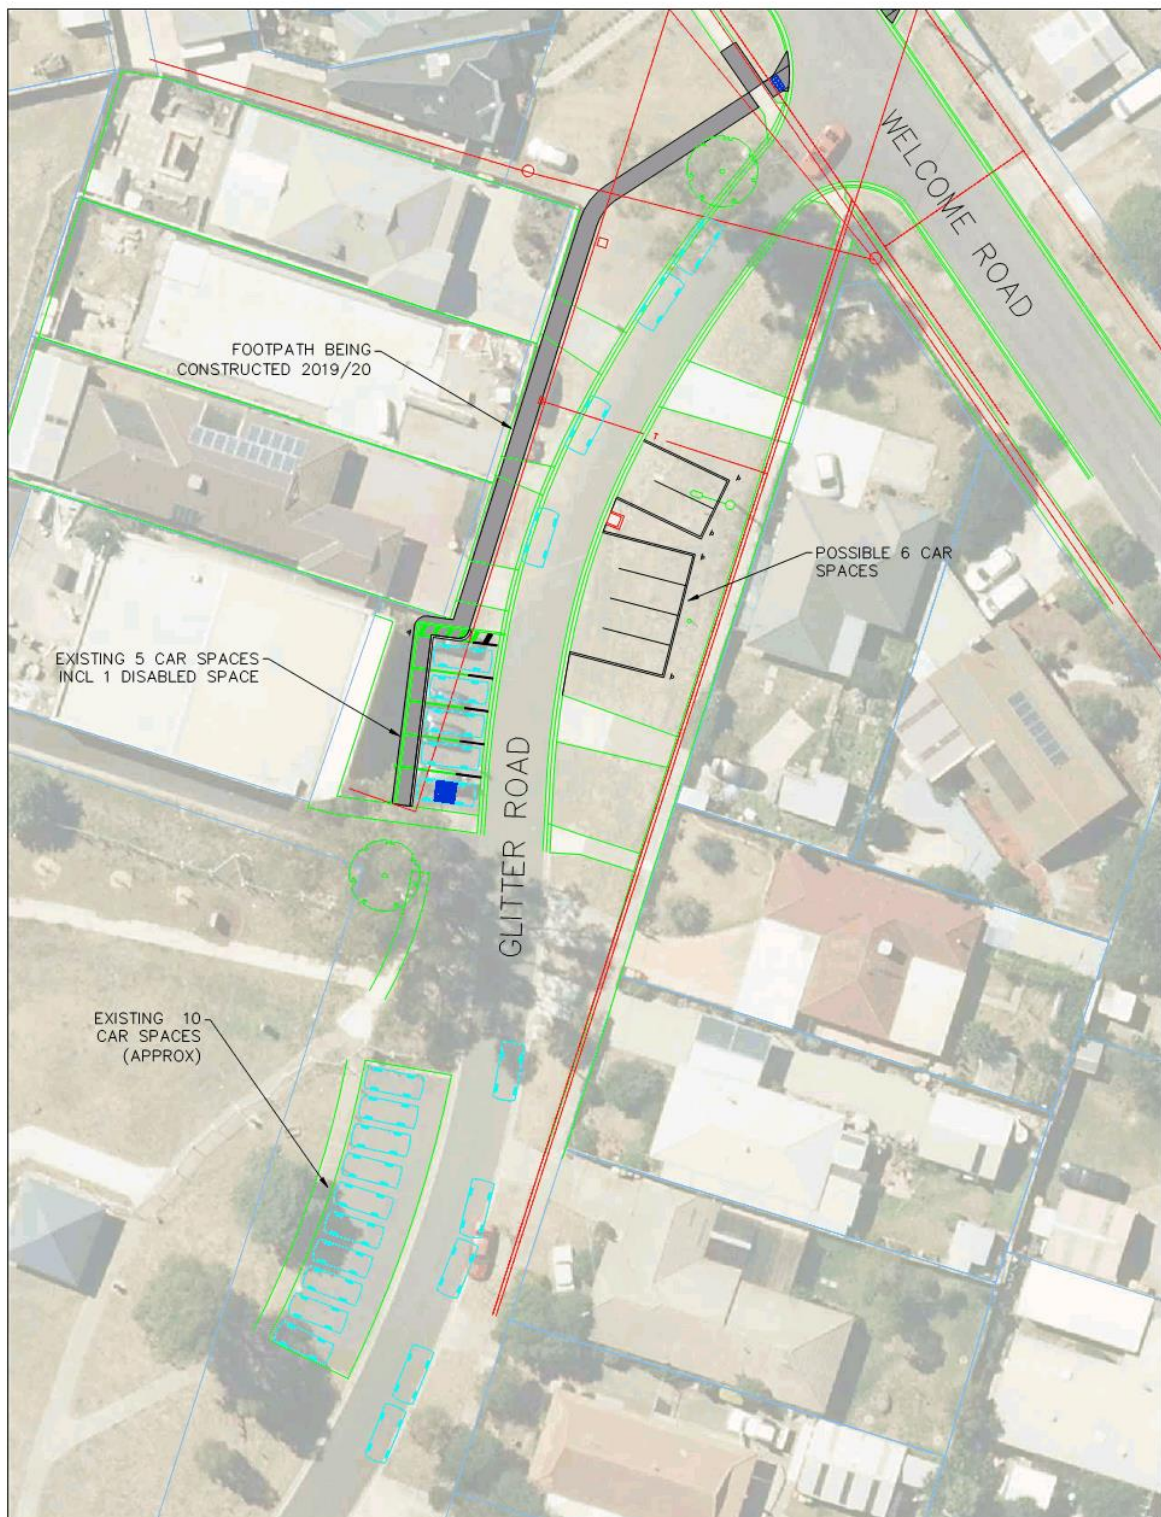 WELCOME ROAD
FOOTPATH BEING
CONSTRUCTED 2019/20
POSSIBLE 6 CAR
SPACES
EXISTING 5 CAR SPACES
INCL 1 DISABLED SPACE
GLITTER ROAD
EXISTING 10
CAR SPACES
(APPROX)